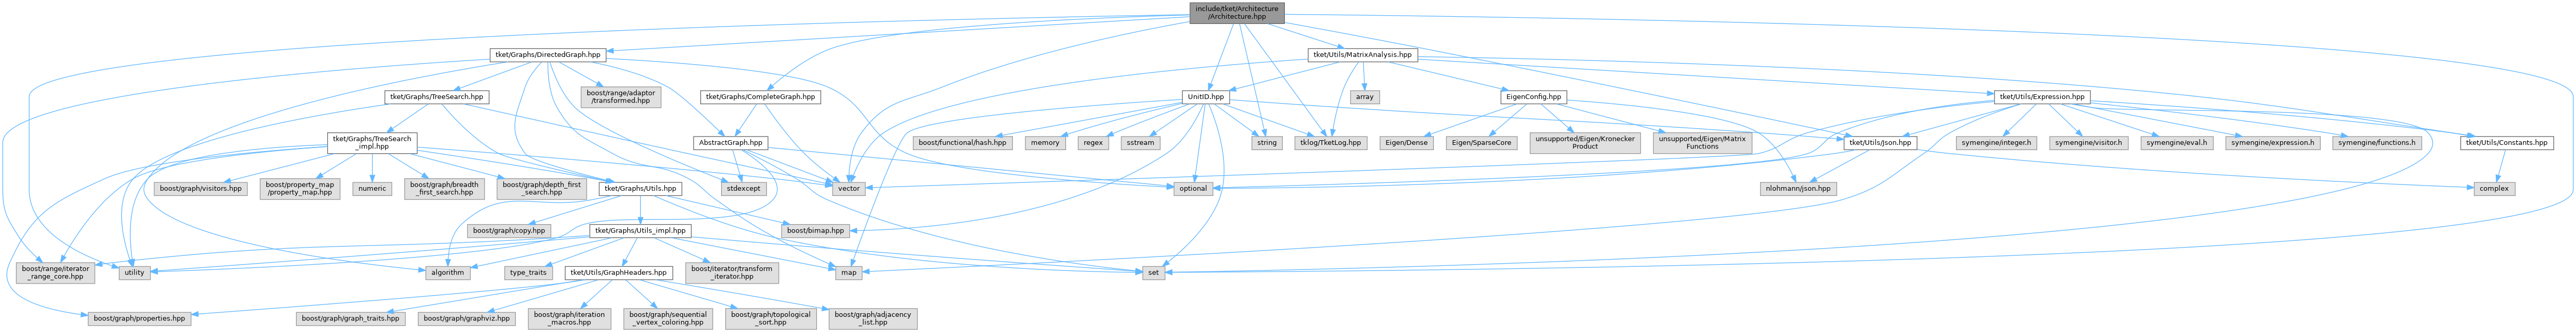 include/tket/Architecture
/Architecture.hpp
tket/Graphs/DirectedGraph.hpp
tket/Utils/MatrixAnalysis.hpp
tket/Graphs/TreeSearch.hpp
boost/range/adaptor
/transformed.hpp
tket/Graphs/CompleteGraph.hpp
UnitID.hpp
array
EigenConfig.hpp
tket/Utils/Expression.hpp
tket/Graphs/TreeSearch
_impl.hpp
AbstractGraph.hpp
boost/functional/hash.hpp
memory
regex
sstream
string
tklog/TketLog.hpp
Eigen/Dense
Eigen/SparseCore
unsupported/Eigen/Kronecker
Product
unsupported/Eigen/Matrix
Functions
tket/Utils/Json.hpp
symengine/integer.h
symengine/visitor.h
symengine/eval.h
symengine/expression.h
symengine/functions.h
tket/Utils/Constants.hpp
boost/graph/visitors.hpp
boost/property_map
/property_map.hpp
numeric
boost/graph/breadth
_first_search.hpp
boost/graph/depth_first
_search.hpp
tket/Graphs/Utils.hpp
stdexcept
vector
optional
nlohmann/json.hpp
complex
boost/graph/copy.hpp
tket/Graphs/Utils_impl.hpp
boost/bimap.hpp
boost/range/iterator
_range_core.hpp
utility
algorithm
type_traits
tket/Utils/GraphHeaders.hpp
boost/iterator/transform
_iterator.hpp
map
set
boost/graph/properties.hpp
boost/graph/graph_traits.hpp
boost/graph/graphviz.hpp
boost/graph/iteration
_macros.hpp
boost/graph/sequential
_vertex_coloring.hpp
boost/graph/topological
_sort.hpp
boost/graph/adjacency
_list.hpp